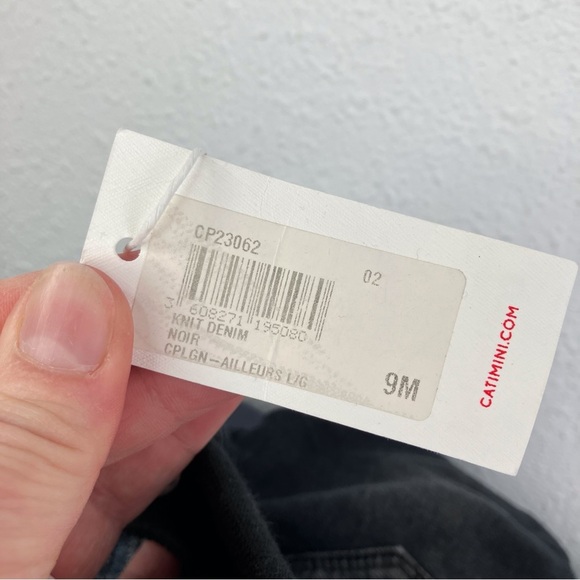 CP23062
02
3 608271 195080
KNIT DENIM
NOIR
CPLGN-AILLEURS L/G
9M
CATIMINI.COM